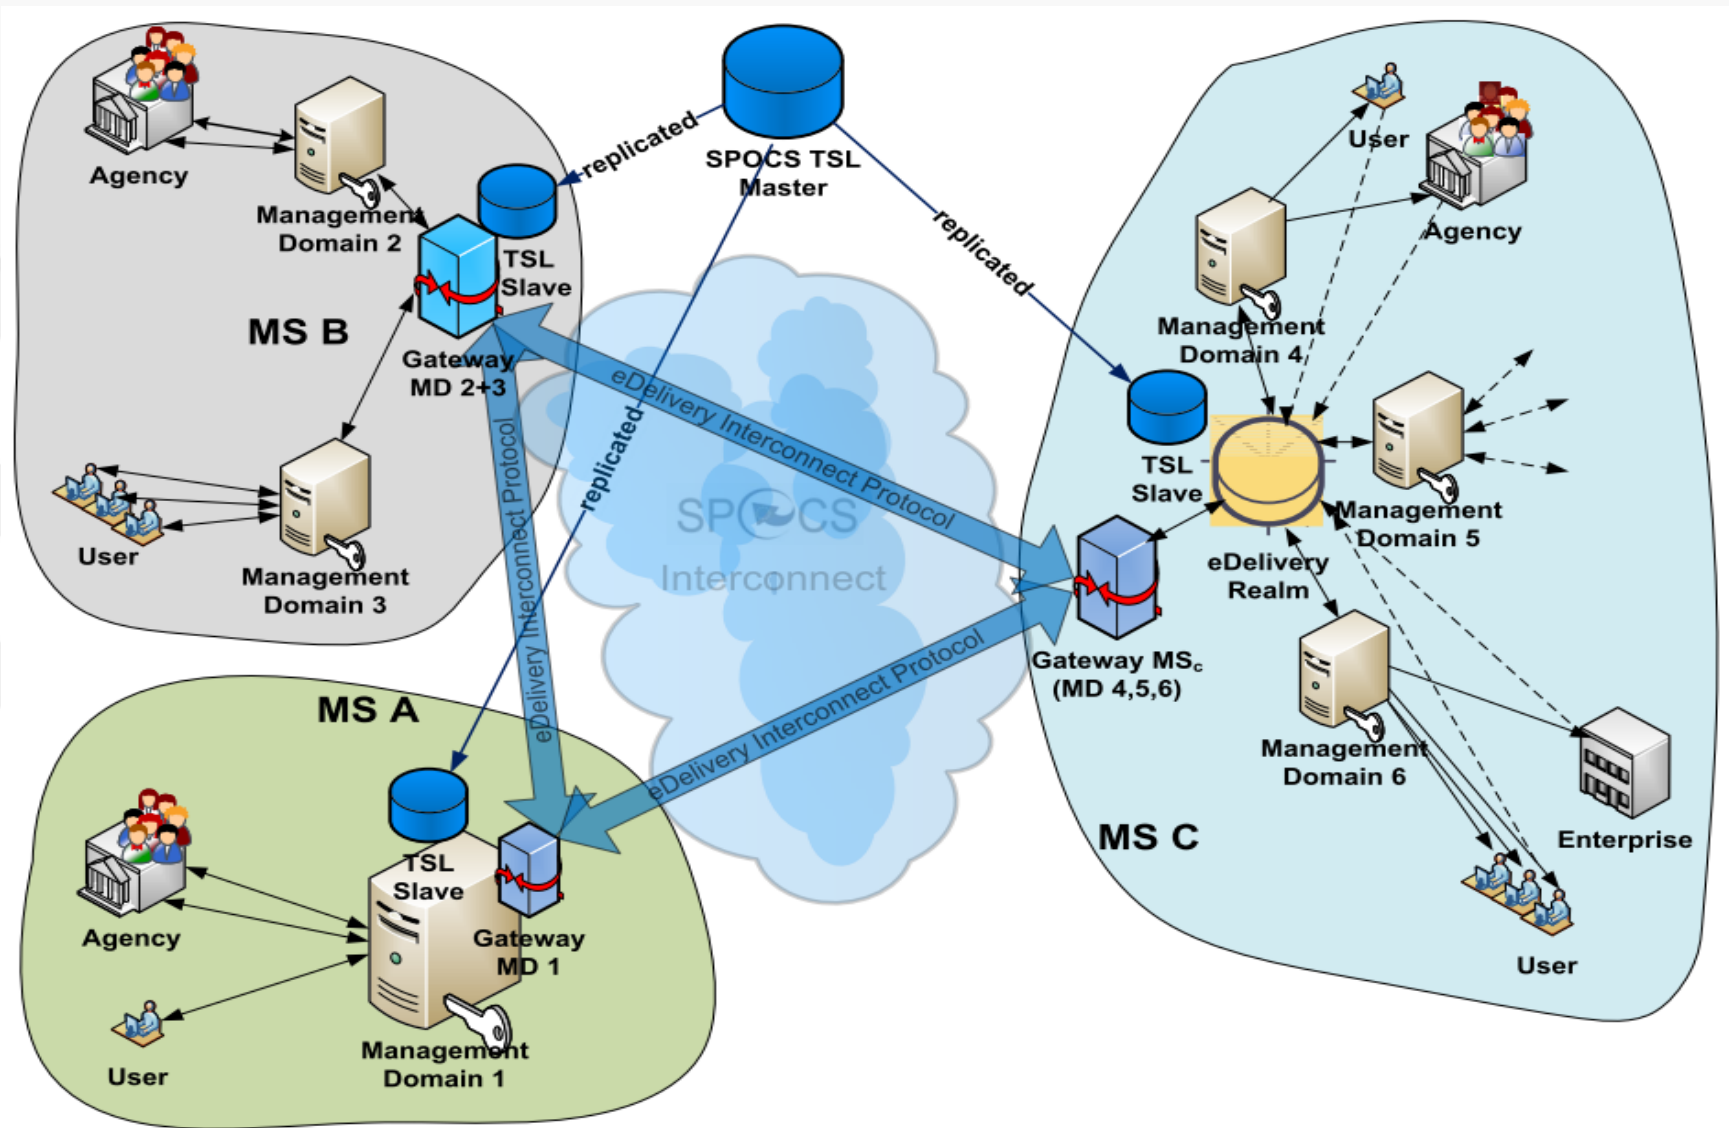 SPOCS TSL
Master
replicated
replicated
replicated
Agency
Management
Domain 2
TSL
Slave
MS B
Gateway
MD 2+3
User
Management
Domain 3
eDelivery Interconnect Protocol
eDelivery Interconnect Protocol
eDelivery Interconnect Protocol
SPOCS
Interconnect
MS A
TSL
Slave
Agency
Gateway
MD 1
User
Management
Domain 1
User
Agency
Management
Domain 4
TSL
Slave
Management
Domain 5
eDelivery
Realm
Gateway MSc
(MD 4,5,6)
Management
Domain 6
MS C
Enterprise
User